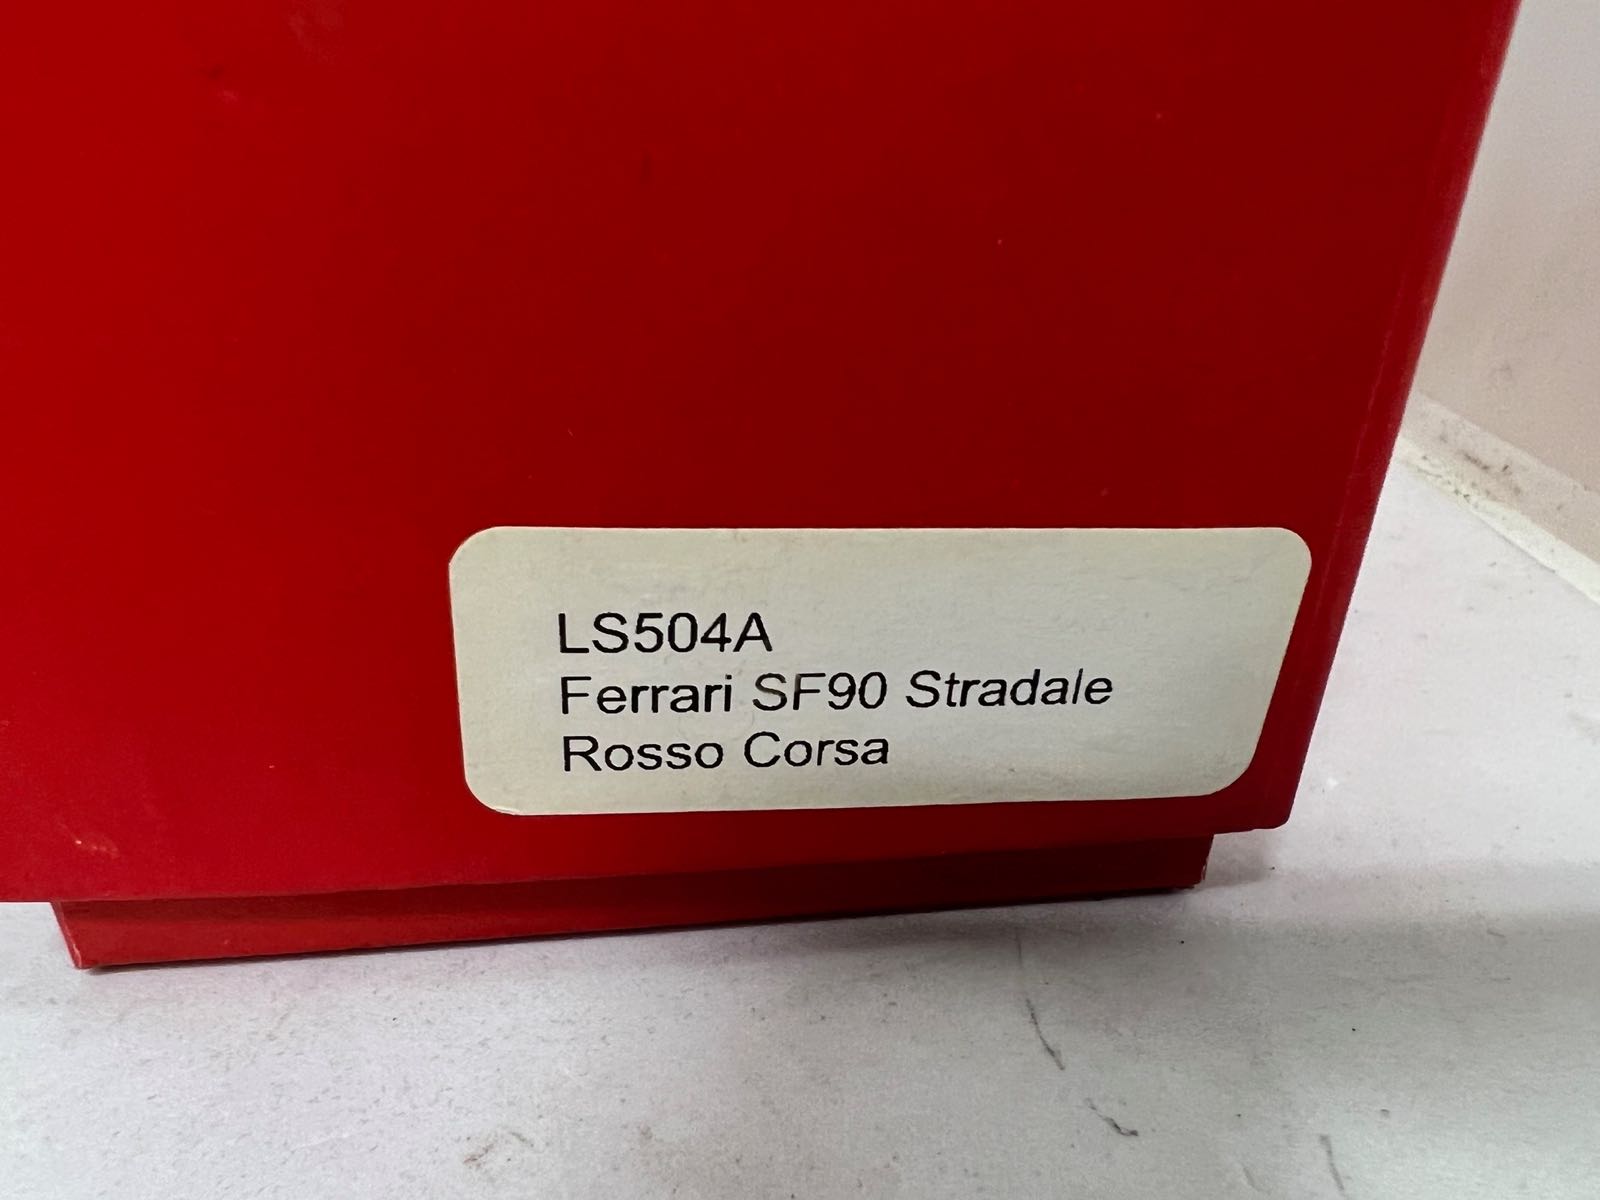 LS504A
Ferrari SF90 Stradale
Rosso Corsa